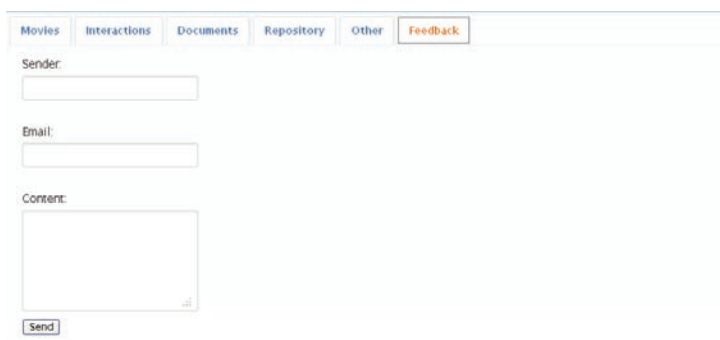 Movies Interactions Documents Repository Other Feedback
Sender:
Email:
Content:
Send